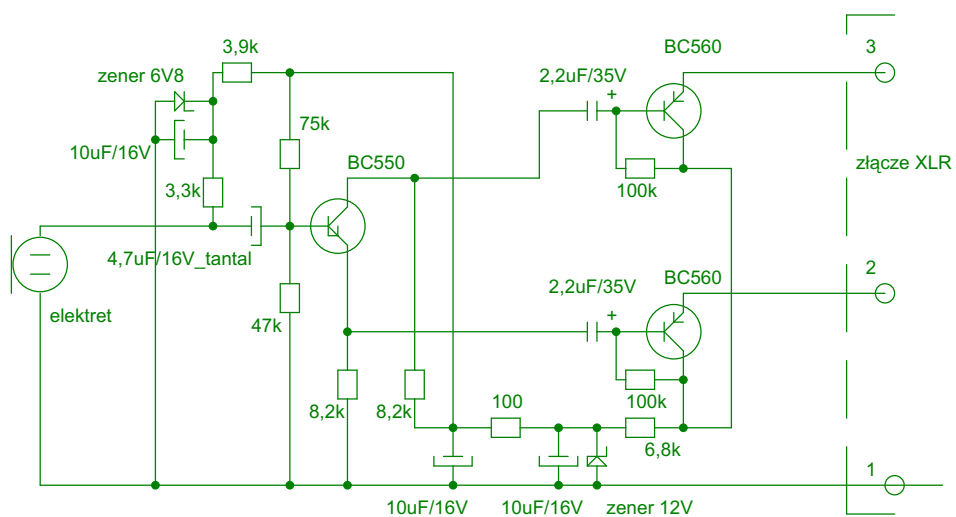 3,9k
BC560
3
zener 6V8
2,2uF/35V
+
75k
10uF/16V
BC550
złącze XLR
3,3k
100k
4,7uF/16V_tantal
2
2,2uF/35V
BC560
elektret
+
47k
8,2k
8,2k
100
100k
6,8k
1
10uF/16V
10uF/16V
zener 12V